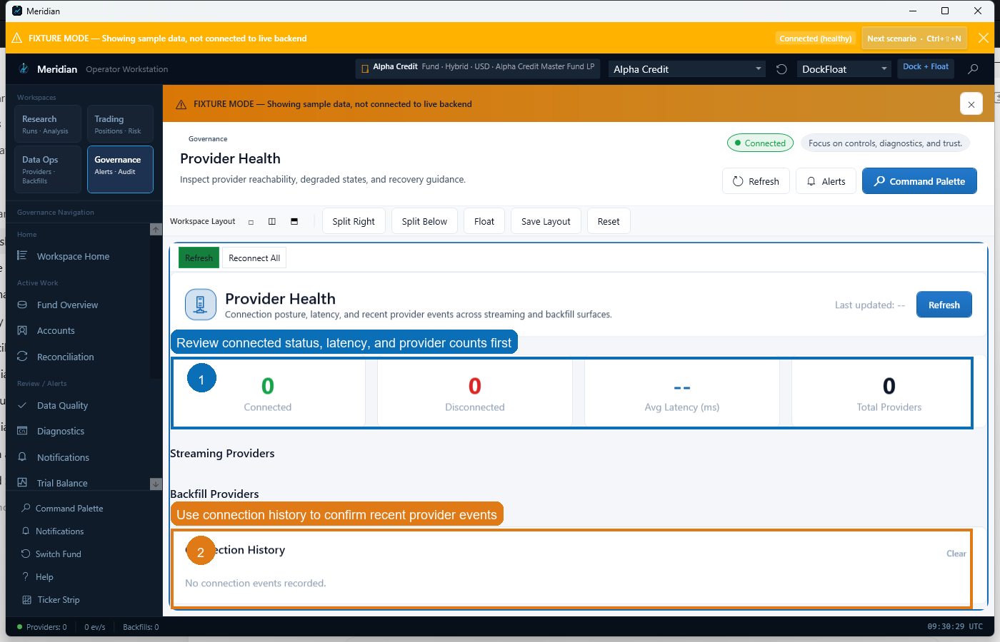 Meridian
FIXTURE MODE — Showing sample data, not connected to live backend
Connected (healthy)
Next scenario · Ctrl+⇧+N
Meridian Operator Workstation
Alpha Credit Fund · Hybrid · USD · Alpha Credit Master Fund LP
Alpha Credit
DockFloat
Dock + Float
Workspaces
Research
Runs · Analysis
Trading
Positions · Risk
Data Ops
Providers ·
Backfills
Governance
Alerts · Audit
Governance Navigation
Home
Workspace Home
Active Work
Fund Overview
Accounts
Reconciliation
Review / Alerts
Data Quality
Diagnostics
Notifications
Trial Balance
Command Palette
Notifications
Switch Fund
Help
Ticker Strip
FIXTURE MODE — Showing sample data, not connected to live backend
Governance
Provider Health
Inspect provider reachability, degraded states, and recovery guidance.
Connected
Focus on controls, diagnostics, and trust.
Refresh
Alerts
Command Palette
Workspace Layout
Split Right
Split Below
Float
Save Layout
Reset
Refresh
Reconnect All
Provider Health
Connection posture, latency, and recent provider events across streaming and backfill surfaces.
Last updated: --
Refresh
Review connected status, latency, and provider counts first
1
0
Connected
0
Disconnected
--
Avg Latency (ms)
0
Total Providers
Streaming Providers
Backfill Providers
Use connection history to confirm recent provider events
2
ection History
Clear
No connection events recorded.
Providers: 0
0 ev/s
Backfills: 0
09:30:29 UTC